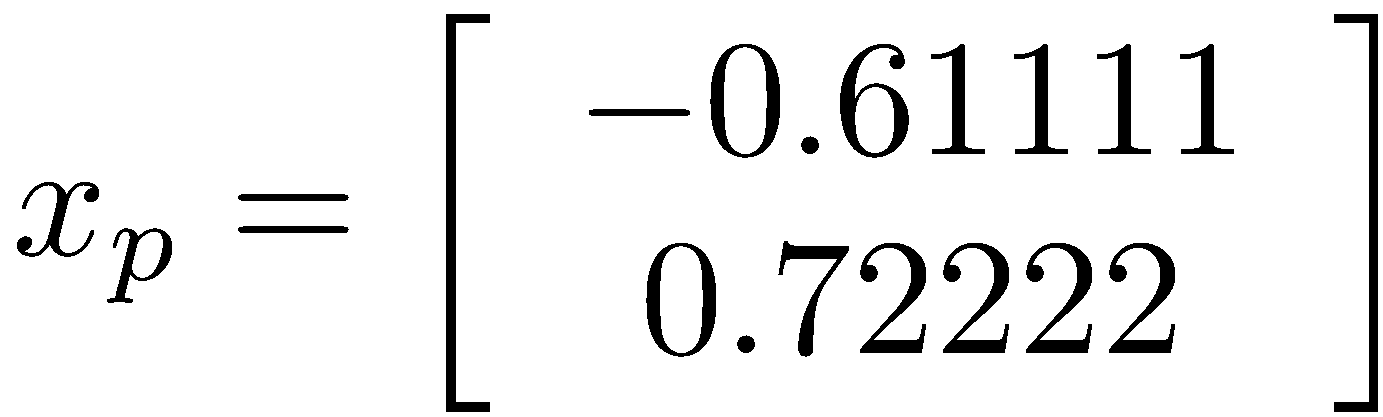 x_p = [ −0.61111
0.72222 ]